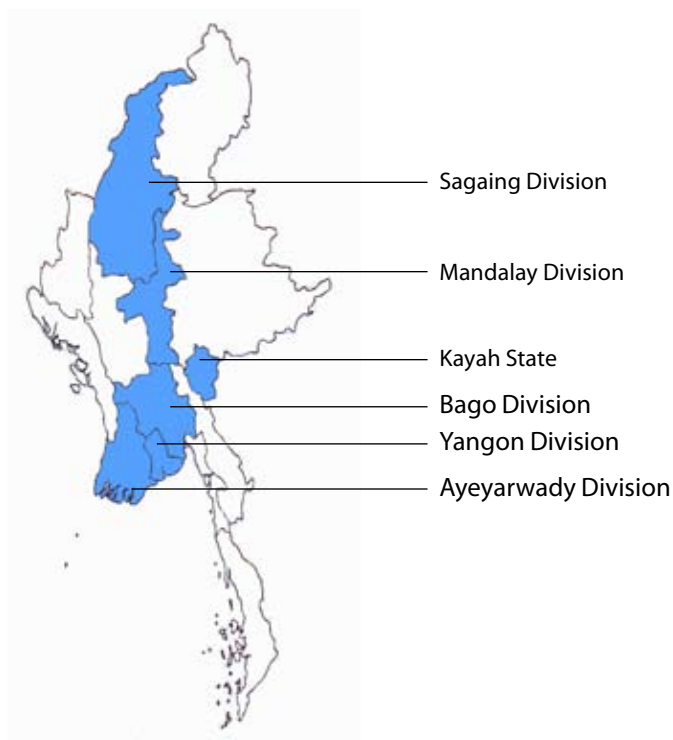 Sagaing Division
Mandalay Division
Kayah State
Bago Division
Yangon Division
Ayeyarwady Division